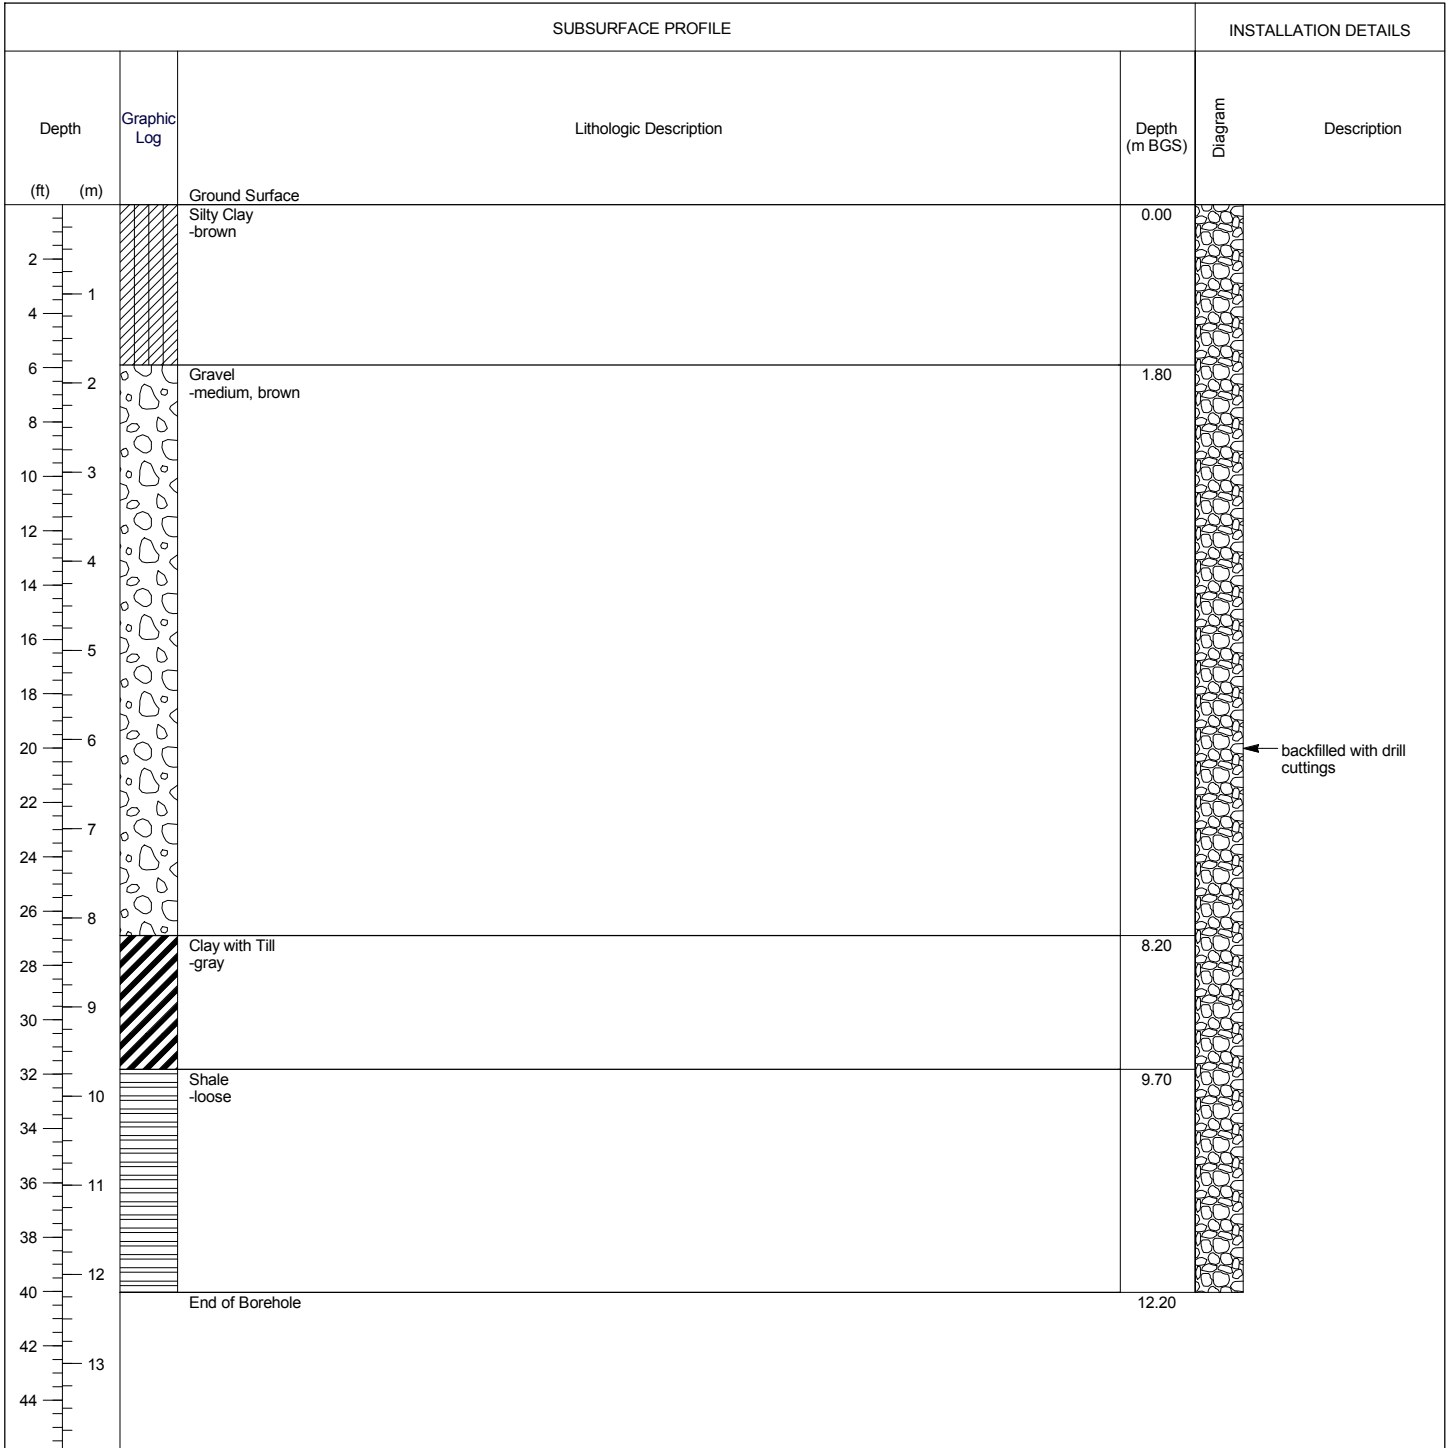 SUBSURFACE PROFILE
INSTALLATION DETAILS
Depth
Graphic
Log
Lithologic Description
Depth
(m BGS)
Diagram
Description
(ft) (m)
Ground Surface
Silty Clay
-brown
0.00
2
1
4
6
Gravel
-medium, brown
1.80
2
8
10
3
12
4
14
16
5
18
6
20
backfilled with drill
cuttings
22
7
24
26
8
Clay with Till
-gray
8.20
28
9
30
32
Shale
-loose
9.70
10
34
36
11
38
12
40
End of Borehole
12.20
42
13
44